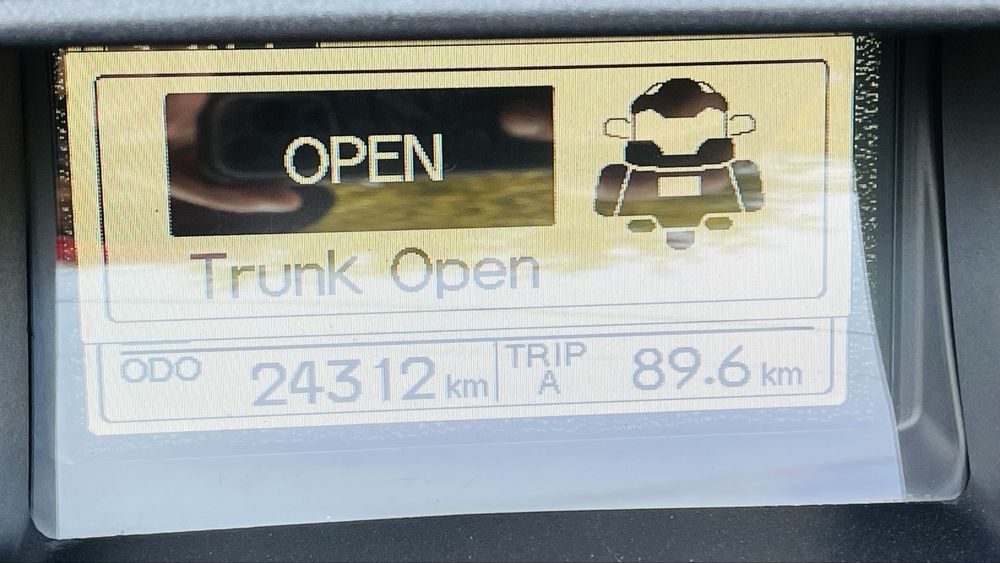 OPEN
Trunk Open
ODO 24312 km
TRIP A 89.6 km